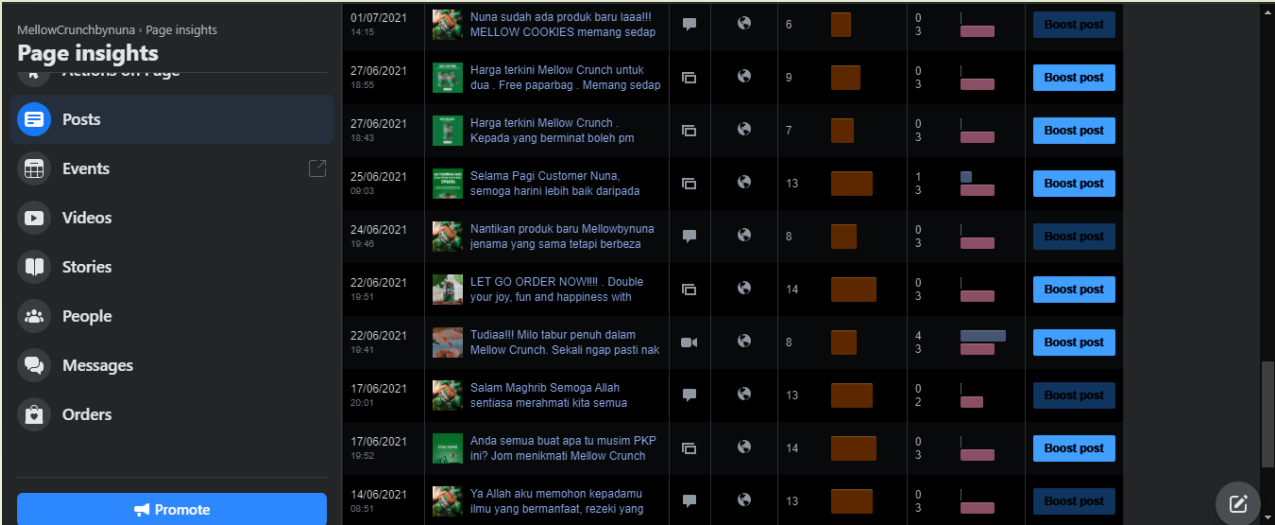 MellowCrunchbynuna › Page insights
Page insights
Actions on Page
Posts
Events
Videos
Stories
People
Messages
Orders
Promote
01/07/2021 Nuna sudah ada produk baru laaa!!! 6 0 Boost post
14:15 MELLOW COOKIES memang sedap 3
27/06/2021 Harga terkini Mellow Crunch untuk 9 0 Boost post
18:55 dua . Free paparbag . Memang sedap 3
27/06/2021 Harga terkini Mellow Crunch . 7 0 Boost post
18:43 Kepada yang berminat boleh pm 3
25/06/2021 Selama Pagi Customer Nuna, 13 1 Boost post
09:03 semoga harini lebih baik daripada 3
24/06/2021 Nantikan produk baru Mellowbynuna 8 0 Boost post
19:46 jenama yang sama tetapi berbeza 3
22/06/2021 LET GO ORDER NOW!!!! . Double 14 0 Boost post
19:51 your joy, fun and happiness with 3
22/06/2021 Tudiaa!!! Milo tabur penuh dalam 8 4 Boost post
19:41 Mellow Crunch. Sekali ngap pasti nak 3
17/06/2021 Salam Maghrib Semoga Allah 13 0 Boost post
20:01 sentiasa merahmati kita semua 2
17/06/2021 Anda semua buat apa tu musim PKP 14 0 Boost post
19:52 ini? Jom menikmati Mellow Crunch 3
14/06/2021 Ya Allah aku memohon kepadamu 13 0 Boost post
08:51 ilmu yang bermanfaat, rezeki yang 3